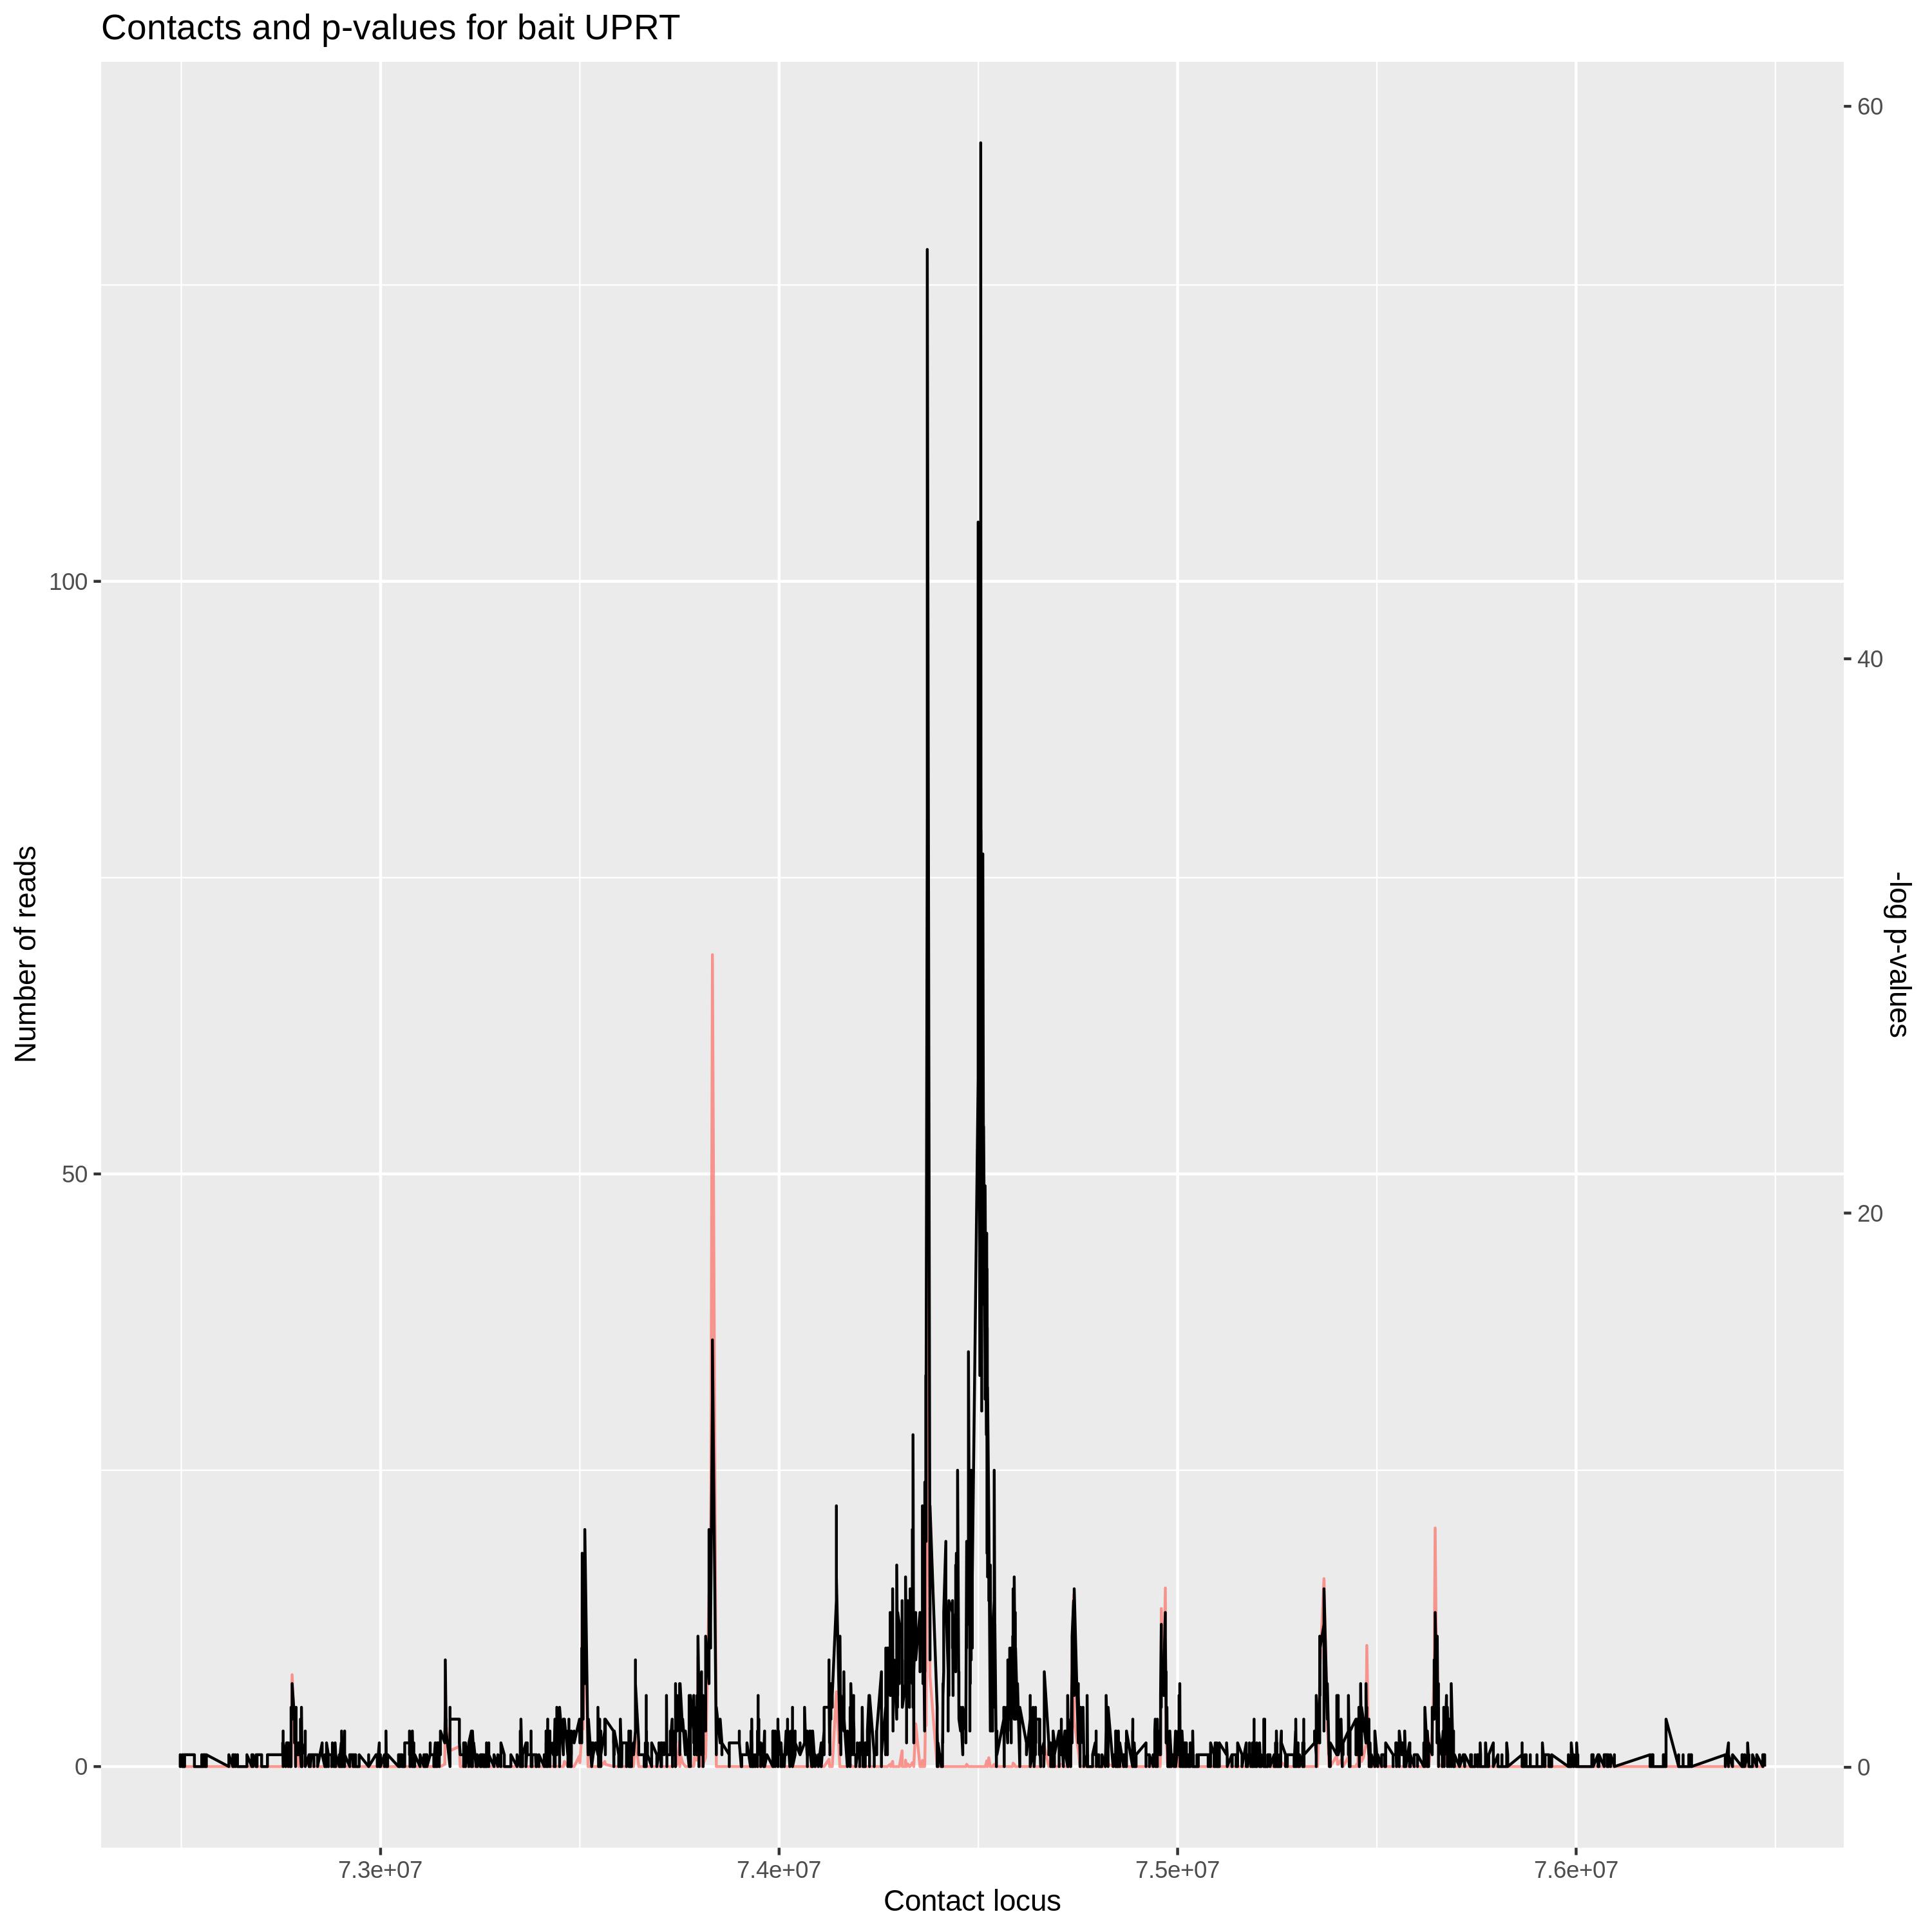 Contacts and p-values for bait UPRT
60
100
40
Number of reads
-log p-values
50
20
0
0
7.3e+07
7.4e+07
7.5e+07
7.6e+07
Contact locus